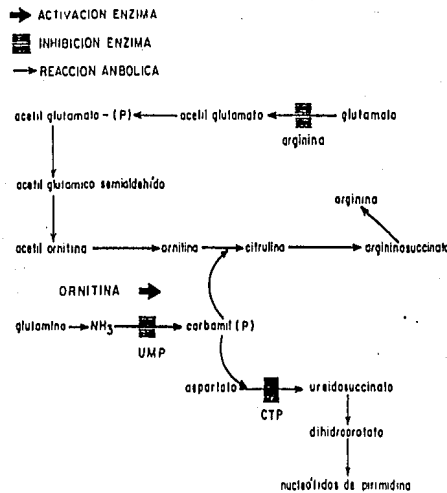 ACTIVACION ENZIMA
INHIBICION ENZIMA
REACCION ANBOLICA
acetil glutamato-(P) acetil glutamato glutamato
arginina
acetil glutamico semialdehído
arginina
acetil ornitina ornitina citrulina argininosuccinato
ORNITINA
glutamina NH3 carbamil (P)
UMP
aspartato ureidosuccinato
CTP
dihidroorotato
nucleótidos de pirimidina